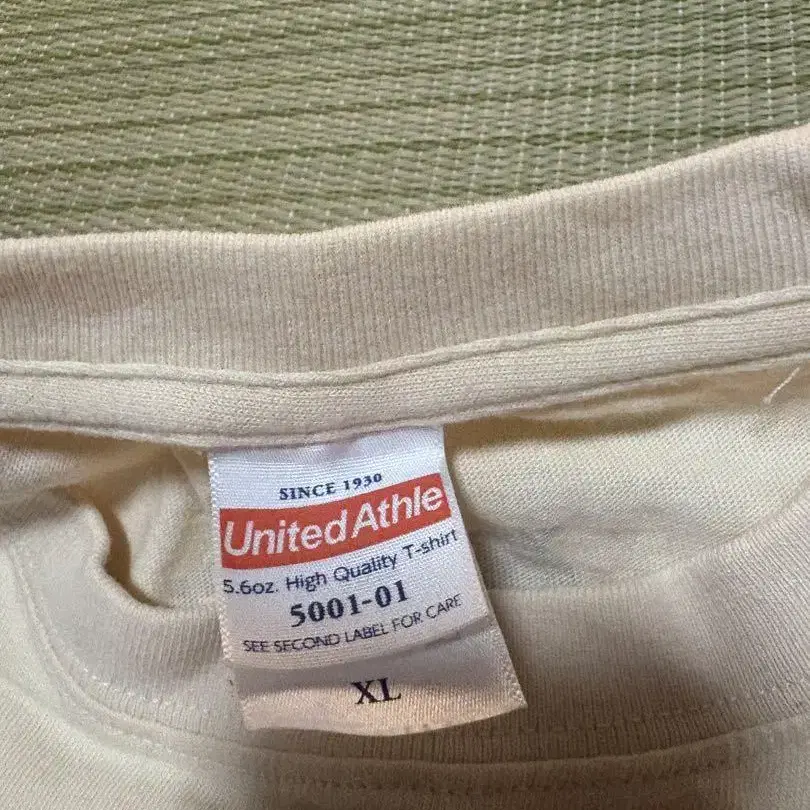 SINCE 1930
United Athle
5.6oz. High Quality T-shirt
5001-01
SEE SECOND LABEL FOR CARE
XL